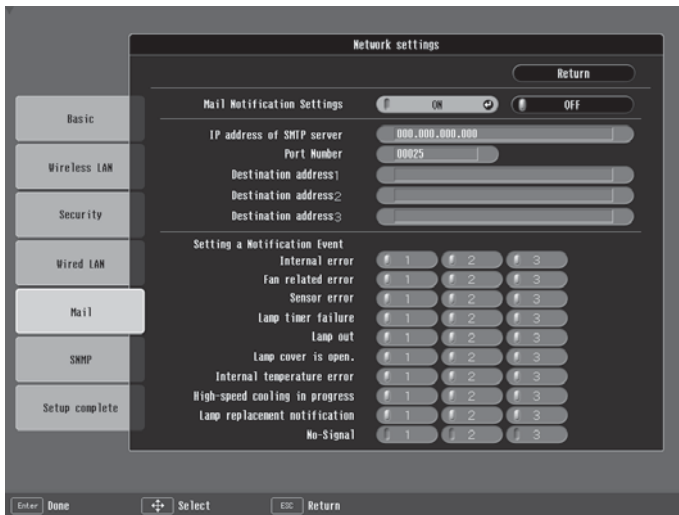 Network settings
Return
Basic
Wireless LAN
Security
Wired LAN
Mail
SNMP
Setup complete
Mail Notification Settings ON OFF
IP address of SMTP server 000.000.000.000
Port Number 00025
Destination address1
Destination address2
Destination address3
Setting a Notification Event
Internal error 1 2 3
Fan related error 1 2 3
Sensor error 1 2 3
Lamp timer failure 1 2 3
Lamp out 1 2 3
Lamp cover is open. 1 2 3
Internal temperature error 1 2 3
High-speed cooling in progress 1 2 3
Lamp replacement notification 1 2 3
No-Signal 1 2 3
Enter Done Select ESC Return